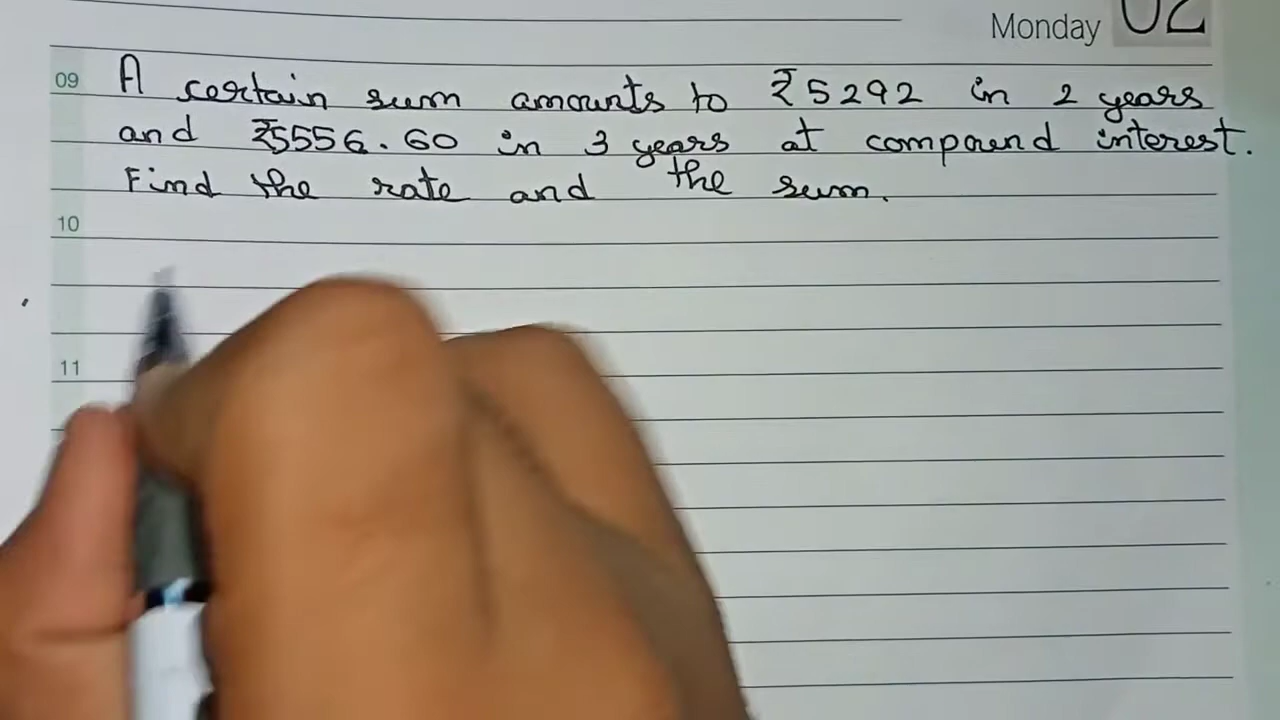 Monday 02
09 A certain sum amounts to ₹5292 in 2 years
and ₹5556.60 in 3 years at compound interest.
Find the rate and the sum.
10
11